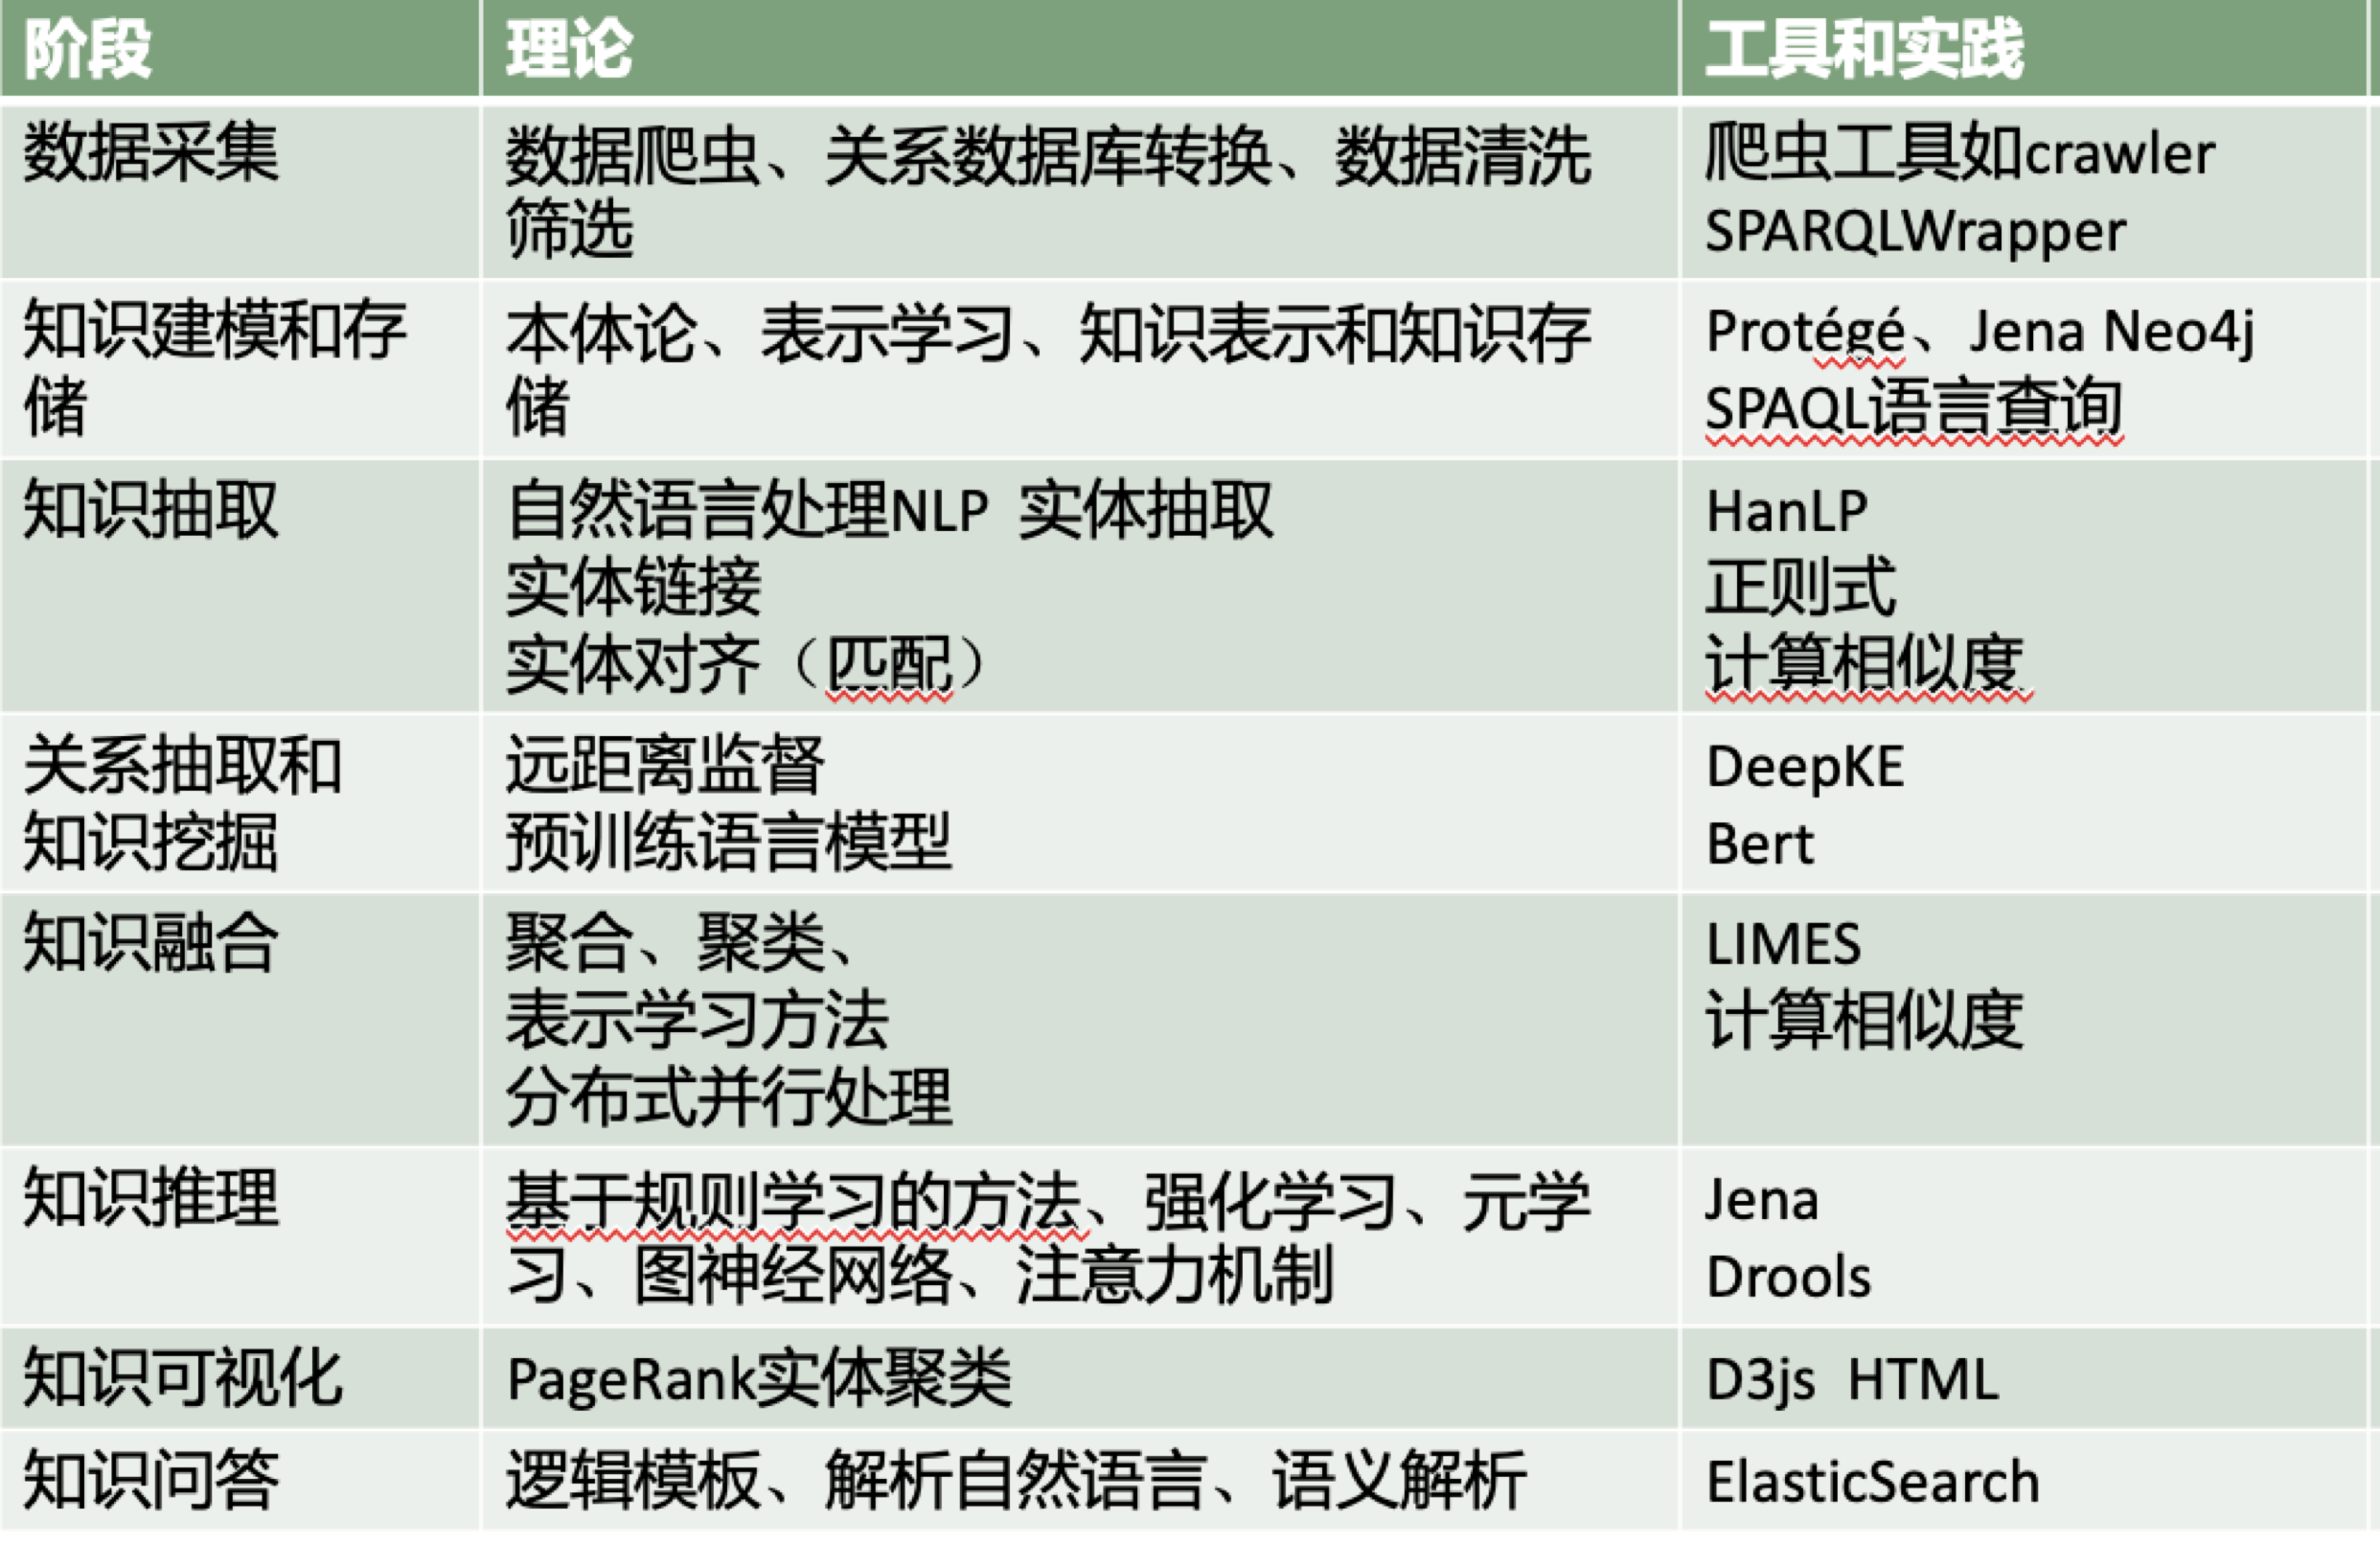 阶段 理论 工具和实践
数据采集 数据爬虫、关系数据库转换、数据清洗 爬虫工具如crawler
筛选 SPARQLWrapper
知识建模和存 本体论、表示学习、知识表示和知识存 Protégé、Jena Neo4j
储 储 SPAQL语言查询
知识抽取 自然语言处理NLP 实体抽取 HanLP
实体链接 正则式
实体对齐（匹配） 计算相似度
关系抽取和 远距离监督 DeepKE
知识挖掘 预训练语言模型 Bert
知识融合 聚合、聚类、 LIMES
表示学习方法 计算相似度
分布式并行处理
知识推理 基于规则学习的方法、强化学习、元学 Jena
习、图神经网络、注意力机制 Drools
知识可视化 PageRank实体聚类 D3js HTML
知识问答 逻辑模板、解析自然语言、语义解析 ElasticSearch